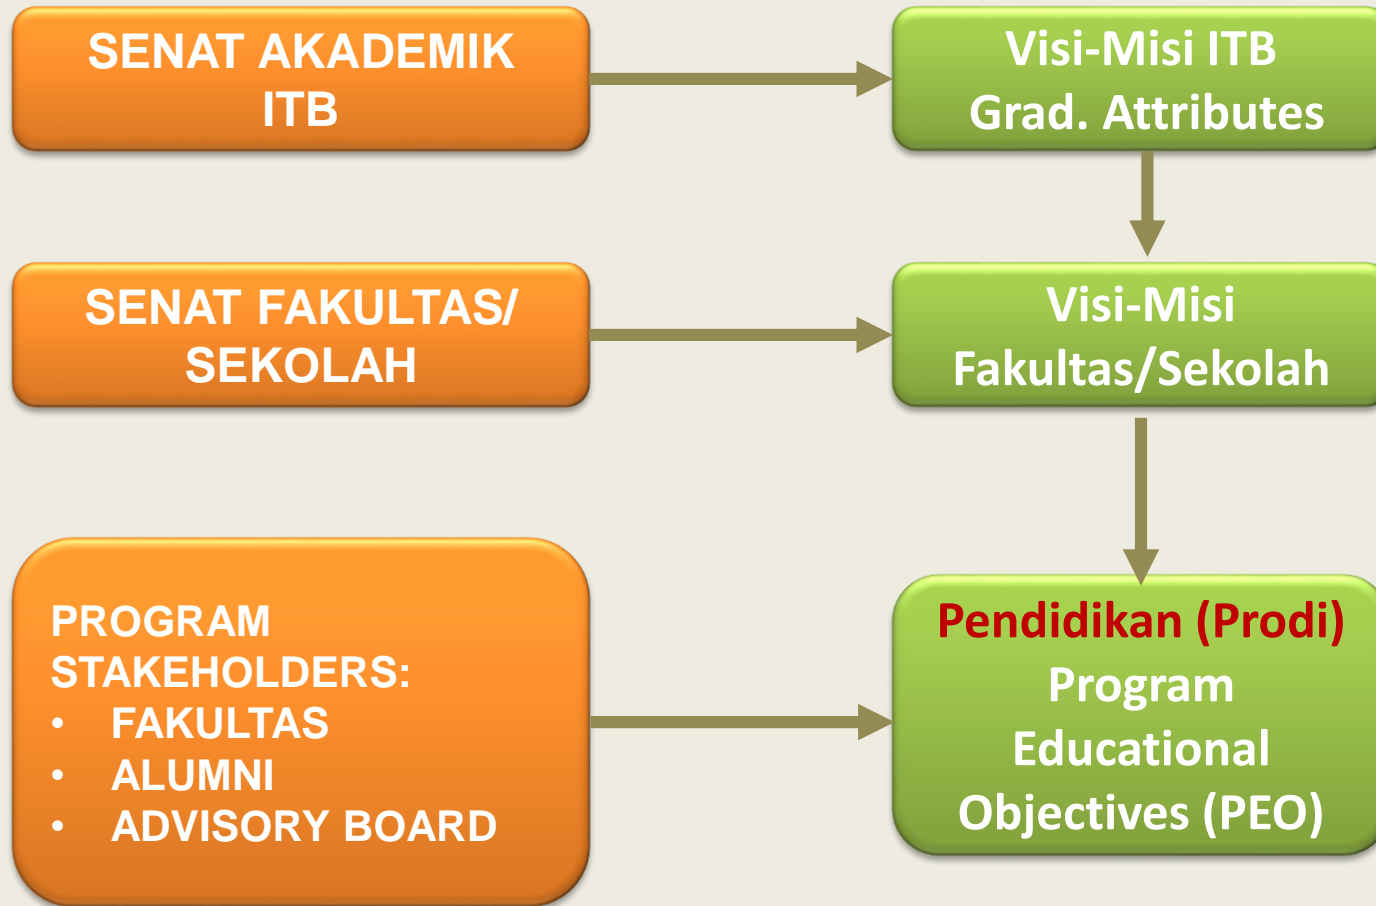 SENAT AKADEMIK
ITB
Visi-Misi ITB
Grad. Attributes
SENAT FAKULTAS/
SEKOLAH
Visi-Misi
Fakultas/Sekolah
PROGRAM
STAKEHOLDERS:
• FAKULTAS
• ALUMNI
• ADVISORY BOARD
Pendidikan (Prodi)
Program
Educational
Objectives (PEO)